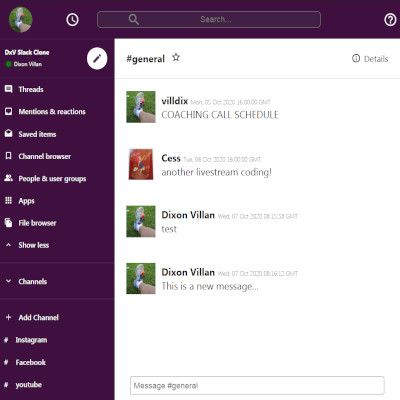 Search...
DxV Slack Clone
Dixon Villan
Threads
Mentions & reactions
Saved items
Channel browser
People & user groups
Apps
File browser
Show less
Channels
Add Channel
# Instagram
# Facebook
# youtube
#general
Details
villdix Mon, 05 Oct 2020 16:00:00 GMT
COACHING CALL SCHEDULE
Cess Tue, 06 Oct 2020 16:00:00 GMT
another livestream coding!
Dixon Villan Wed, 07 Oct 2020 08:15:58 GMT
test
Dixon Villan Wed, 07 Oct 2020 08:16:12 GMT
This is a new message...
Message #general